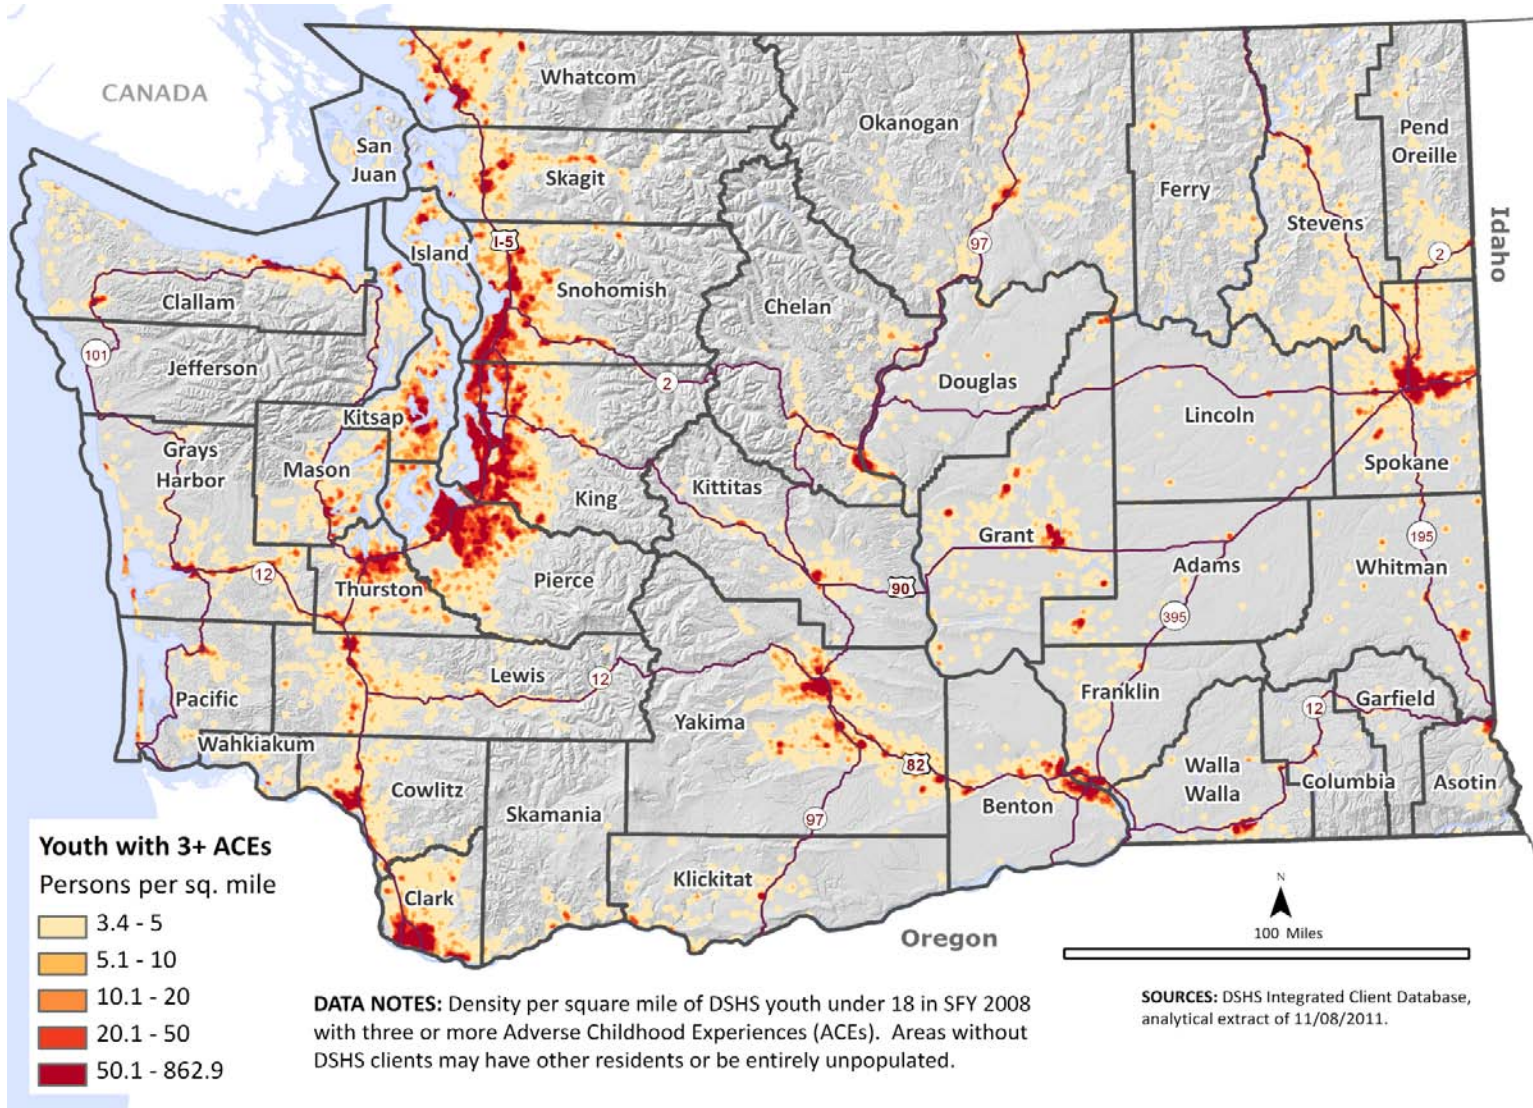 CANADA
Whatcom
Okanogan
Pend
Oreille
San
Juan
Skagit
Ferry
Stevens
Idaho
I-5
97
2
Island
Clallam
Snohomish
Chelan
101
Jefferson
2
Douglas
Lincoln
Kitsap
Grays
Harbor
Mason
King
Kittitas
Spokane
Grant
195
12
Thurston
Pierce
90
Adams
Whitman
395
Lewis
12
Pacific
Yakima
Franklin
Garfield
12
Wahkiakum
82
Walla
Walla
Columbia
Asotin
Cowlitz
Skamania
97
Benton
Klickitat
Clark
Oregon
Youth with 3+ ACEs
Persons per sq. mile
3.4 - 5
5.1 - 10
10.1 - 20
20.1 - 50
50.1 - 862.9
N
100 Miles
DATA NOTES: Density per square mile of DSHS youth under 18 in SFY 2008
with three or more Adverse Childhood Experiences (ACEs). Areas without
DSHS clients may have other residents or be entirely unpopulated.
SOURCES: DSHS Integrated Client Database,
analytical extract of 11/08/2011.